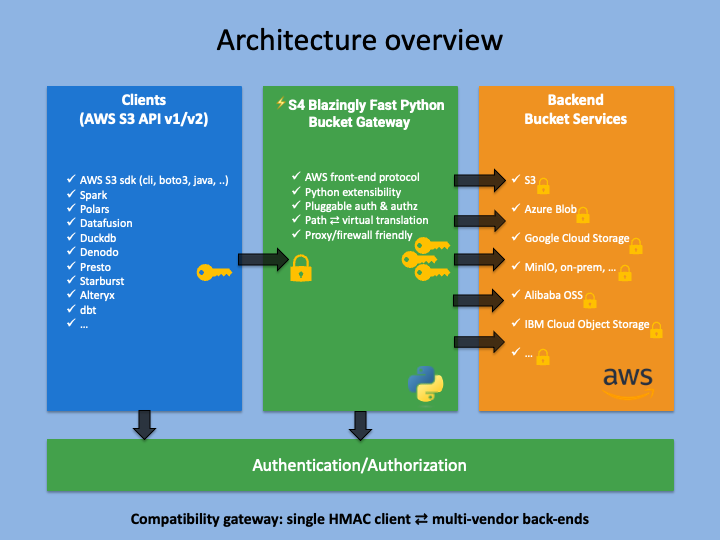 Architecture overview
Clients
(AWS S3 API v1/v2)
✓ AWS S3 sdk (cli, boto3, java, ..)
✓ Spark
✓ Polars
✓ Datafusion
✓ Duckdb
✓ Denodo
✓ Presto
✓ Starburst
✓ Alteryx
✓ dbt
✓ ...
⚡S4 Blazingly Fast Python
Bucket Gateway
✓ AWS front-end protocol
✓ Python extensibility
✓ Pluggable auth & authz
✓ Path ⇄ virtual translation
✓ Proxy/firewall friendly
Backend
Bucket Services
✓ S3
✓ Azure Blob
✓ Google Cloud Storage
✓ MinIO, on-prem, ...
✓ Alibaba OSS
✓ IBM Cloud Object Storage
✓ ...
aws
Authentication/Authorization
Compatibility gateway: single HMAC client ⇄ multi-vendor back-ends